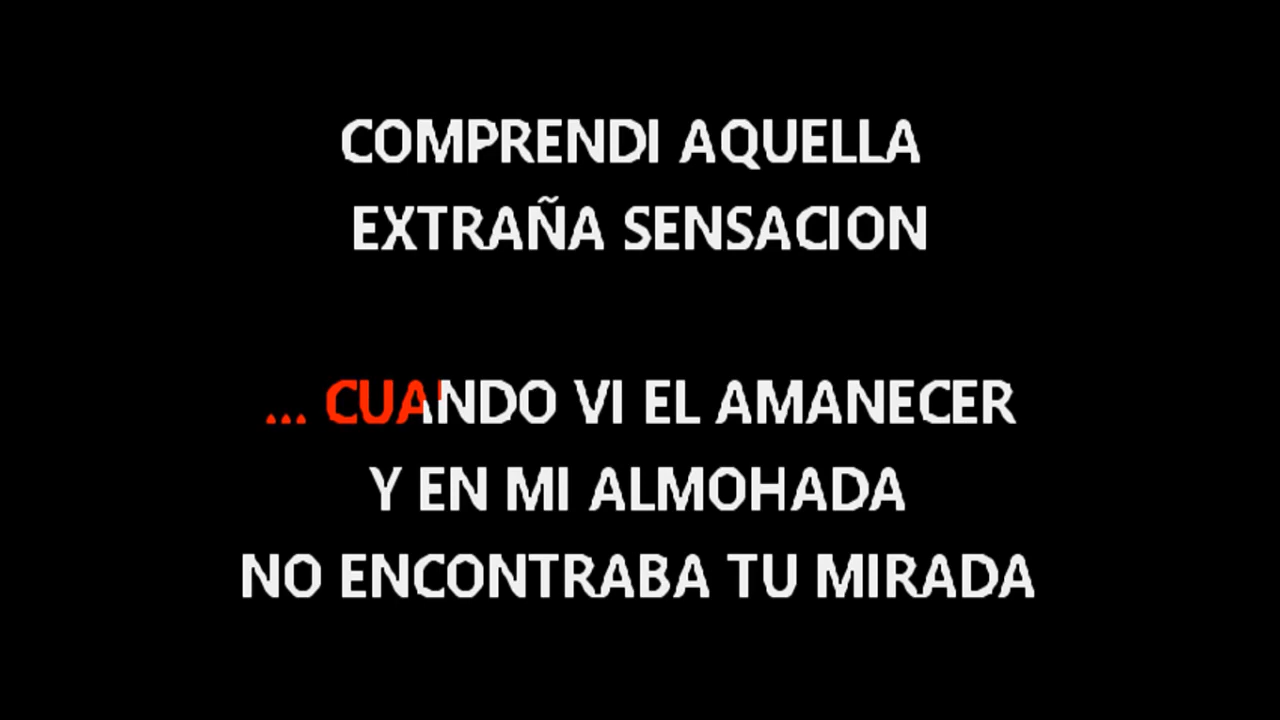 COMPRENDI AQUELLA
EXTRAÑA SENSACION
... CUANDO VI EL AMANECER
Y EN MI ALMOHADA
NO ENCONTRABA TU MIRADA